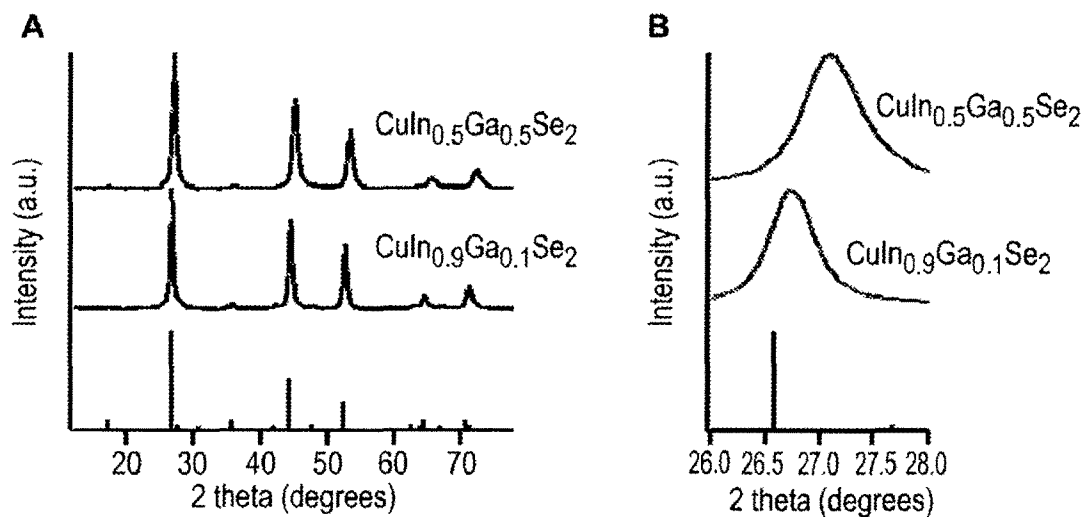 A
CuIn0.5Ga0.5Se2
CuIn0.9Ga0.1Se2
Intensity (a.u.)
20 30 40 50 60 70
2 theta (degrees)
B
CuIn0.5Ga0.5Se2
CuIn0.9Ga0.1Se2
Intensity (a.u.)
26.0 26.5 27.0 27.5 28.0
2 theta (degrees)